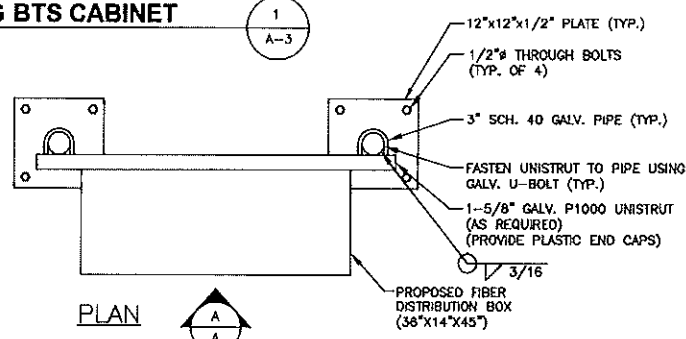 BTS CABINET
1
A-3
12"x12"x1/2" PLATE (TYP.)
1/2"ø THROUGH BOLTS
(TYP. OF 4)
3" SCH. 40 GALV. PIPE (TYP.)
FASTEN UNISTRUT TO PIPE USING
GALV. U-BOLT (TYP.)
1-5/8" GALV. P1000 UNISTRUT
(AS REQUIRED)
(PROVIDE PLASTIC END CAPS)
3/16
PROPOSED FIBER
DISTRIBUTION BOX
(36"X14"X45")
PLAN
A